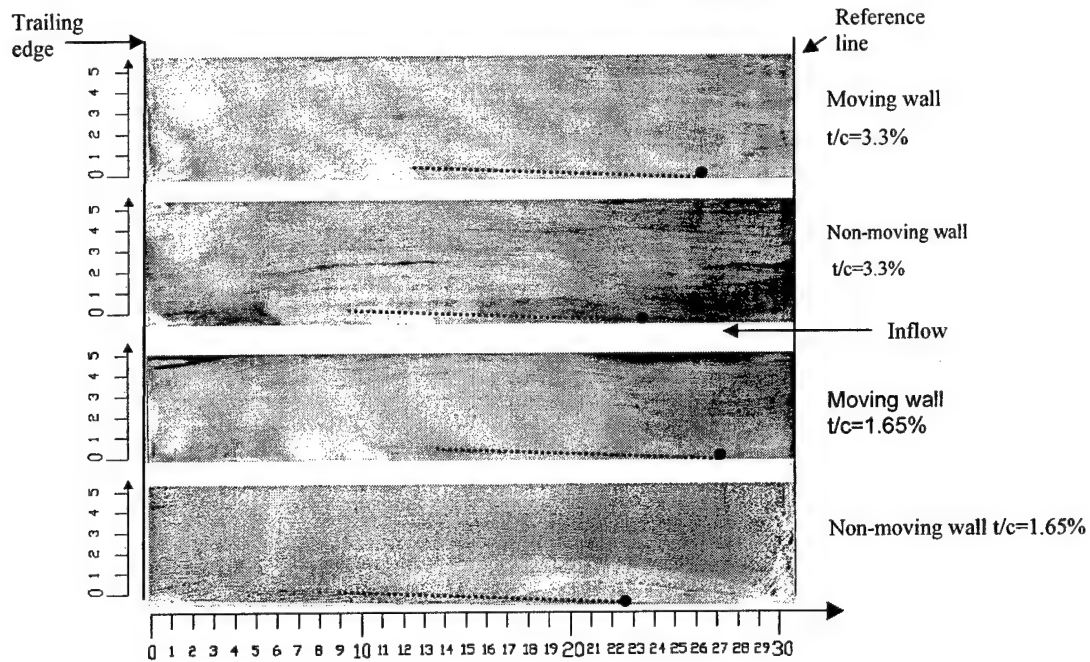 Trailing
edge
Reference
line
0 1 2 3 4 5
Moving wall
t/c=3.3%
0 1 2 3 4 5
Non-moving wall
t/c=3.3%
Inflow
0 1 2 3 4 5
Moving wall
t/c=1.65%
0 1 2 3 4 5
Non-moving wall t/c=1.65%
0 1 2 3 4 5 6 7 8 9 10 11 12 13 14 15 16 17 18 19 20 21 22 23 24 25 26 27 28 29 30